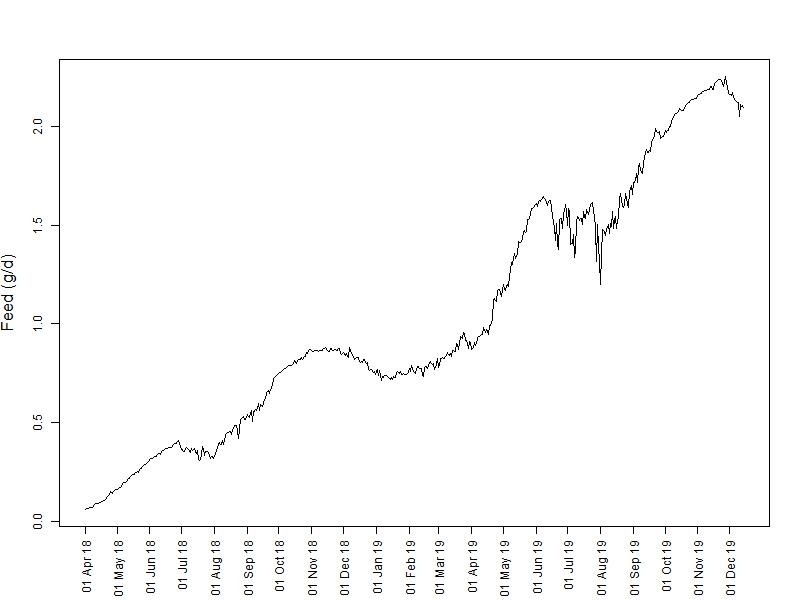 Feed (g/d)
2.0
1.5
1.0
0.5
0.0
01 Apr 18
01 May 18
01 Jun 18
01 Jul 18
01 Aug 18
01 Sep 18
01 Oct 18
01 Nov 18
01 Dec 18
01 Jan 19
01 Feb 19
01 Mar 19
01 Apr 19
01 May 19
01 Jun 19
01 Jul 19
01 Aug 19
01 Sep 19
01 Oct 19
01 Nov 19
01 Dec 19